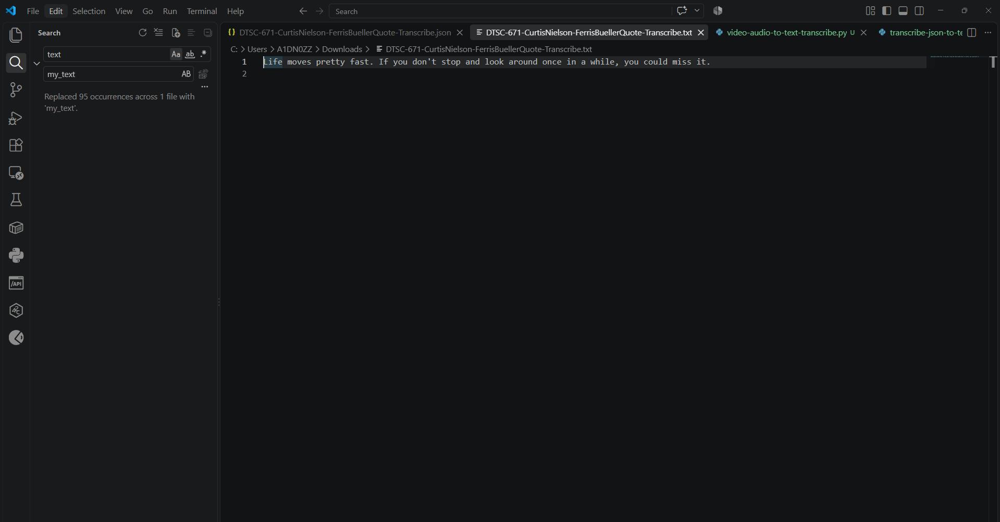 File Edit Selection View Go Run Terminal Help
Search
Search
DTSC-671-CurtisNielson-FerrisBuellerQuote-Transcribe.json
DTSC-671-CurtisNielson-FerrisBuellerQuote-Transcribe.txt
video-audio-to-text-transcribe.py U
transcribe-json-to-te
text
Aa ab .*
my_text
AB
Replaced 95 occurrences across 1 file with
'my_text'.
C: > Users > A1DN0ZZ > Downloads > DTSC-671-CurtisNielson-FerrisBuellerQuote-Transcribe.txt
1 Life moves pretty fast. If you don't stop and look around once in a while, you could miss it.
2
/API